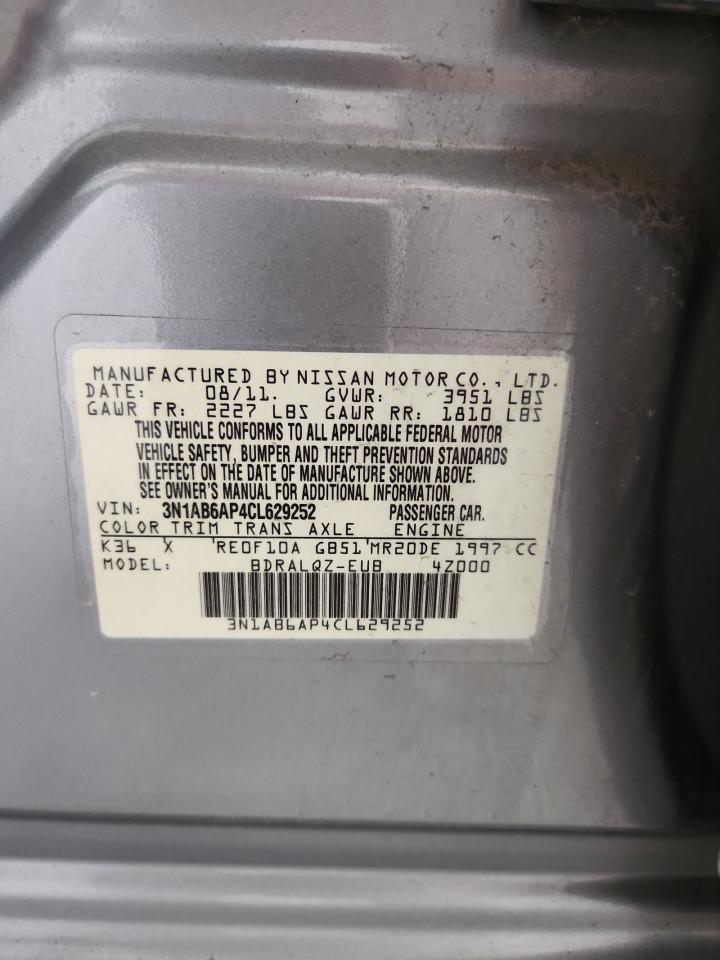 MANUFACTURED BY NISSAN MOTOR CO., LTD.
DATE: 08/11. GVWR: 3951 LBS
GAWR FR: 2227 LBS GAWR RR: 1810 LBS
THIS VEHICLE CONFORMS TO ALL APPLICABLE FEDERAL MOTOR
VEHICLE SAFETY, BUMPER AND THEFT PREVENTION STANDARDS
IN EFFECT ON THE DATE OF MANUFACTURE SHOWN ABOVE.
SEE OWNER'S MANUAL FOR ADDITIONAL INFORMATION.
VIN: 3N1AB6AP4CL629252 PASSENGER CAR.
COLOR TRIM TRANS AXLE ENGINE
K36 X RE0F10A GB51 MR20DE 1997 CC
MODEL: BDRALQZ-EUB 4Z000
3N1AB6AP4CL629252